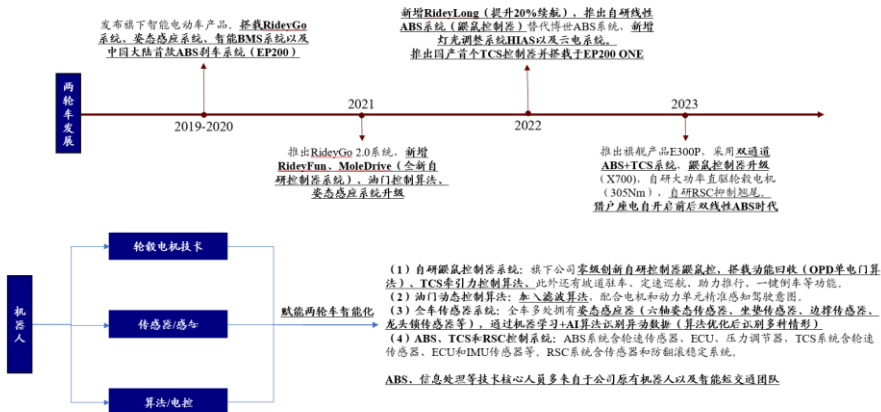 发布旗下智能电动车产品，搭载RideyGo
系统、姿态感应系统、智能BMS系统以及
中国大陆首款ABS刹车系统（EP200）
新增RideyLong（提升20%续航），推出自研线性
ABS系统（鼹鼠控制器）替代博世ABS系统，新增
灯光调整系统HIAS以及云电系统。
推出国产首个TCS控制器并搭载于EP200 ONE
两轮车发展
2019-2020
2021
2022
2023
推出RideyGo 2.0系统，新增
RideyFun、MoleDrive（全新自
研控制器系统）、油门控制算法、
姿态感应系统升级
推出旗舰产品E300P，采用双通道
ABS+TCS系统，鼹鼠控制器升级
（X700），自研大功率直驱轮毂电机
（305Nm），自研RSC抑制翘尾。
猎户座电自开启前后双线性ABS时代
机器人
轮毂电机技卡
传感器/感知
算法/电控
赋能两轮车智能化
（1）自研鼹鼠控制器系统：旗下公司零级创新自研控制器鼹鼠控，搭载动能回收（OPD单电门算
法）、TCS牵引力控制算法、此外还有坡道驻车、定速巡航、助力推行、一键倒车等功能。
（2）油门动态控制算法：加入滤波算法，配合电机和动力单元精准感知驾驶意图。
（3）全车传感器系统：全车多处拥有姿态感应器（六轴姿态传感器、坐垫传感器、边撑传感器、
龙头锁传感器等），通过机器学习+AI算法识别异动数据（算法优化后识别多种情形）
（4）ABS、TCS和RSC控制系统：ABS系统含轮速传感器、ECU、压力调节器，TCS系统含轮速
传感器、ECU和IMU传感器等。RSC系统含传感器和防翻滚稳定系统。
ABS、信息处理等技卡核心人员多来自于公司原有机器人以及智能短交通团队